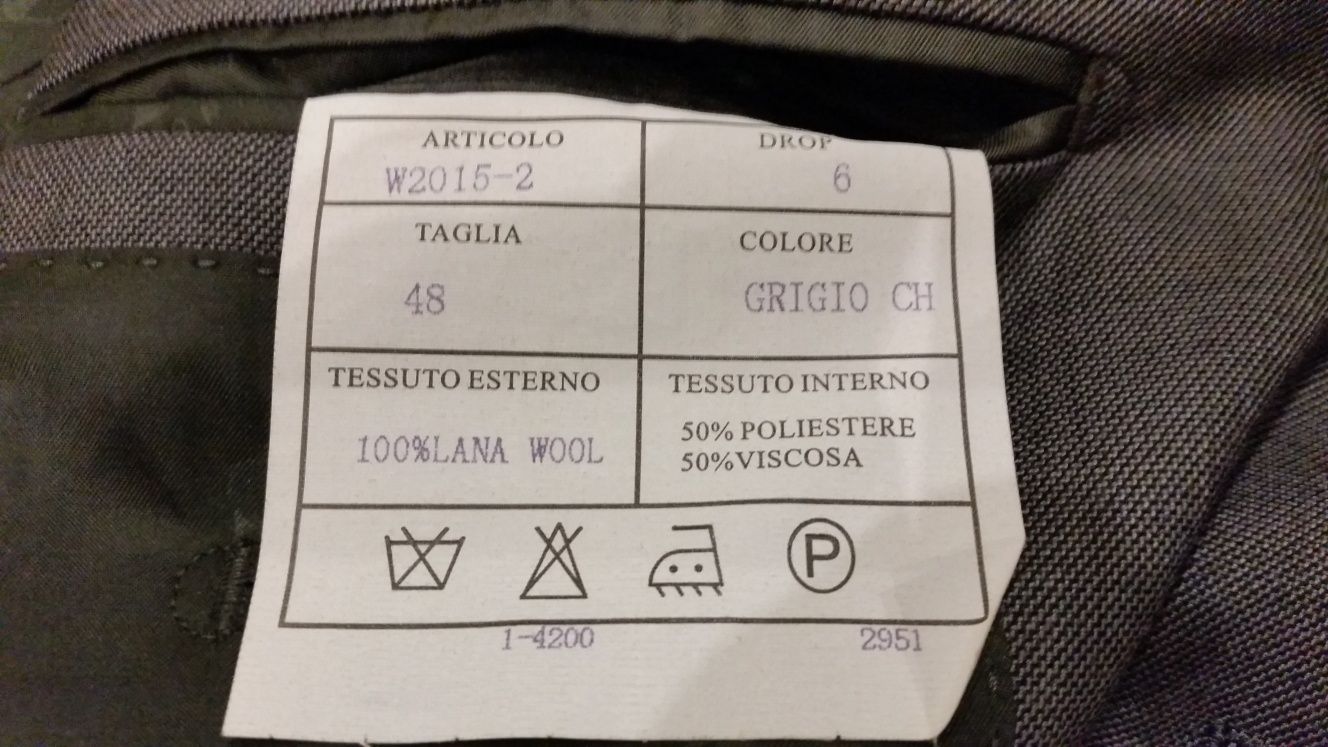 ARTICOLO
W2015-2
DROP
6
TAGLIA
48
COLORE
GRIGIO CH
TESSUTO ESTERNO
100%LANA WOOL
TESSUTO INTERNO
50% POLIESTERE
50%VISCOSA
P
1-4200
2951